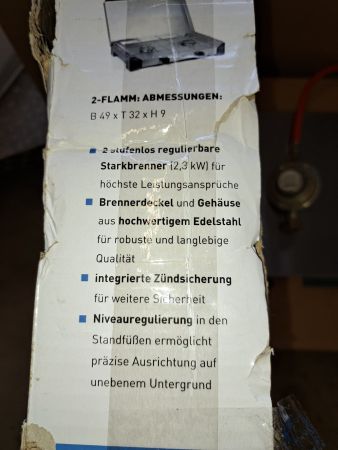 2-FLAMM: ABMESSUNGEN:
B 49 x T 32 x H 9
2 stufenlos regulierbare
Starkbrenner (2,3 kW) für
höchste Leistungsansprüche
Brennerdeckel und Gehäuse
aus hochwertigem Edelstahl
für robuste und langlebige
Qualität
integrierte Zündsicherung
für weitere Sicherheit
Niveauregulierung in den
Standfüßen ermöglicht
präzise Ausrichtung auf
unebenem Untergrund